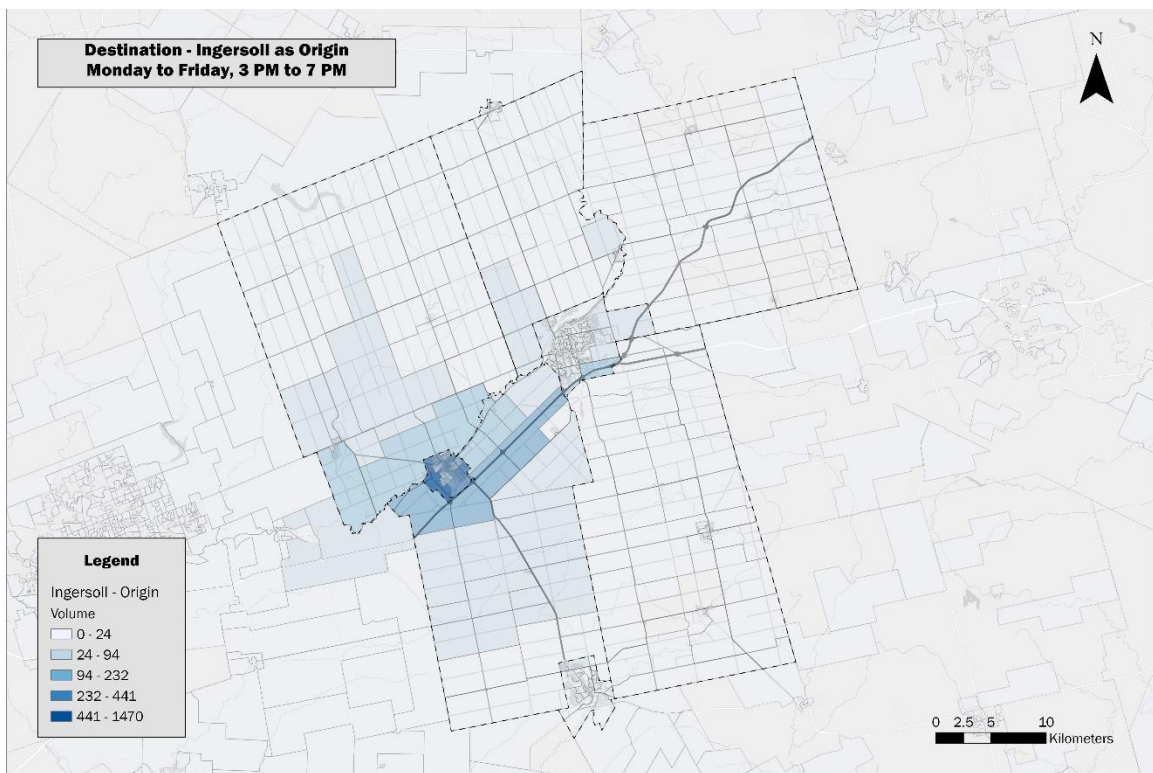 Destination - Ingersoll as Origin
Monday to Friday, 3 PM to 7 PM
N
Legend
Ingersoll - Origin
Volume
0 - 24
24 - 94
94 - 232
232 - 441
441 - 1470
0 2.5 5 10
Kilometers